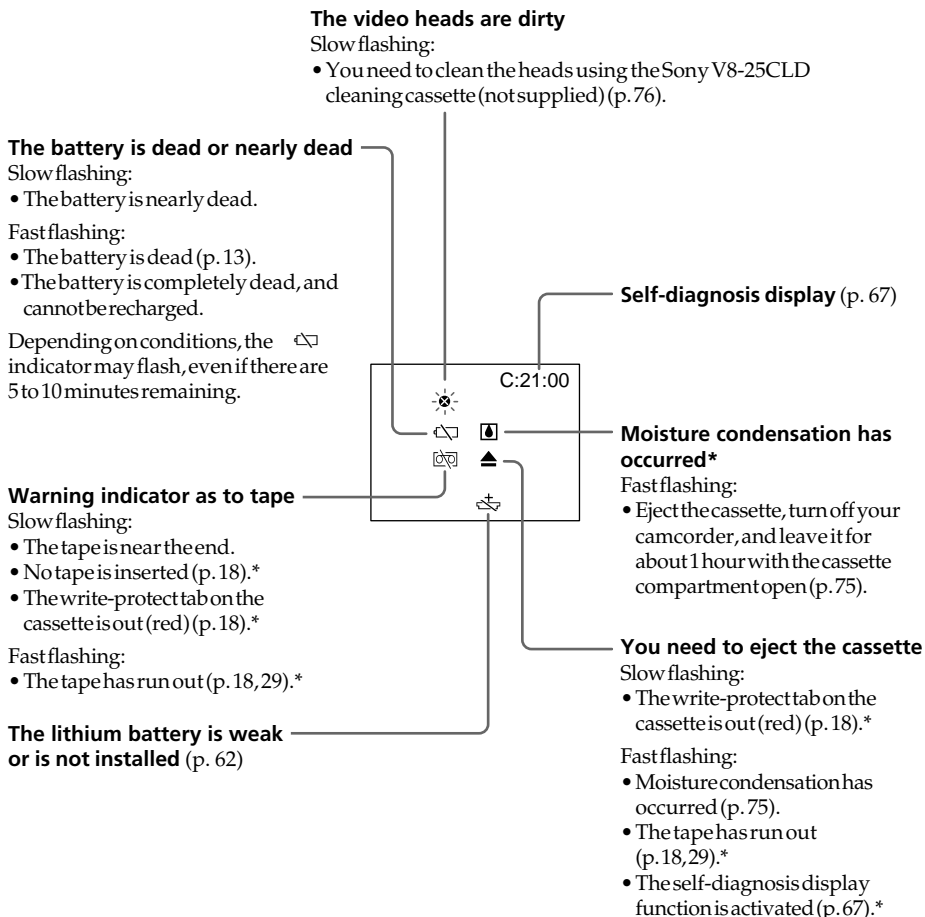 The video heads are dirty
Slow flashing:
• You need to clean the heads using the Sony V8-25CLD
cleaning cassette (not supplied) (p. 76).
The battery is dead or nearly dead
Slow flashing:
• The battery is nearly dead.
Fast flashing:
• The battery is dead (p. 13).
• The battery is completely dead, and
cannot be recharged.
Depending on conditions, the
indicator may flash, even if there are
5 to 10 minutes remaining.
Warning indicator as to tape
Slow flashing:
• The tape is near the end.
• No tape is inserted (p. 18).*
• The write-protect tab on the
cassette is out (red) (p. 18).*
Fast flashing:
• The tape has run out (p. 18, 29).*
The lithium battery is weak
or is not installed (p. 62)
C:21:00
Self-diagnosis display (p. 67)
Moisture condensation has
occurred*
Fast flashing:
• Eject the cassette, turn off your
camcorder, and leave it for
about 1 hour with the cassette
compartment open (p. 75).
You need to eject the cassette
Slow flashing:
• The write-protect tab on the
cassette is out (red) (p. 18).*
Fast flashing:
• Moisture condensation has
occurred (p. 75).
• The tape has run out
(p. 18, 29).*
• The self-diagnosis display
function is activated (p. 67).*